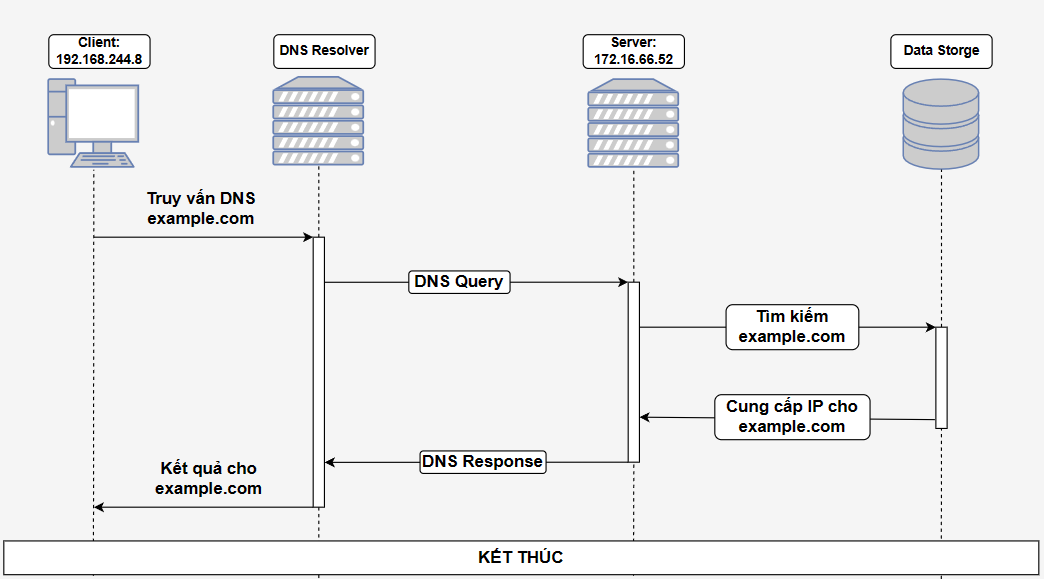 Client:
192.168.244.8
DNS Resolver
Server:
172.16.66.52
Data Storge
Truy vấn DNS
example.com
DNS Query
Tìm kiếm
example.com
Cung cấp IP cho
example.com
DNS Response
Kết quả cho
example.com
KẾT THÚC